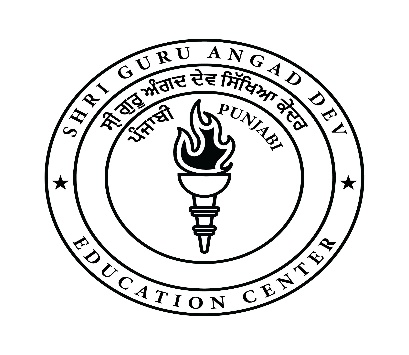 SHRI GURU ANGAD DEV
ਸ੍ਰੀ ਗੁਰੂ ਅੰਗਦ ਦੇਵ ਸਿੱਖਿਆ ਕੇਂਦਰ
ਪੰਜਾਬੀ PUNJABI
EDUCATION CENTER